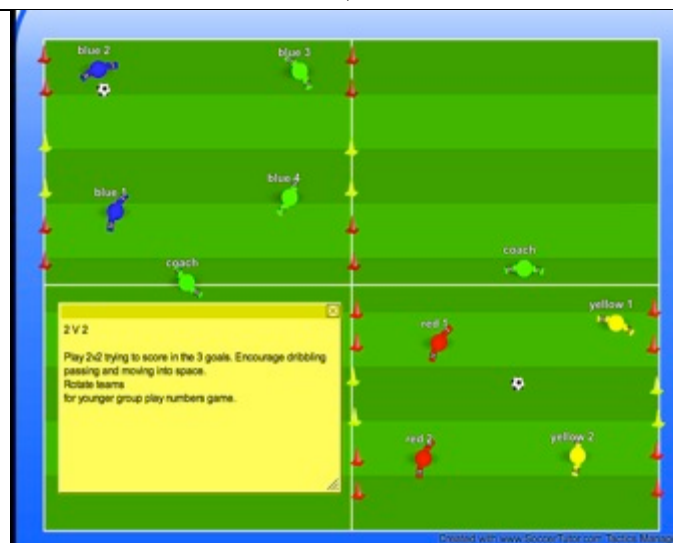 blue 2
blue 3
blue 1
blue 4
coach
coach
2 V 2
Play 2v2 trying to score in the 3 goals. Encourage dribbling
passing and moving into space.
Rotate teams
for younger group play numbers game.
red 1
yellow 1
red 2
yellow 2
Created with www.SoccerTutor.com Tactics Manag